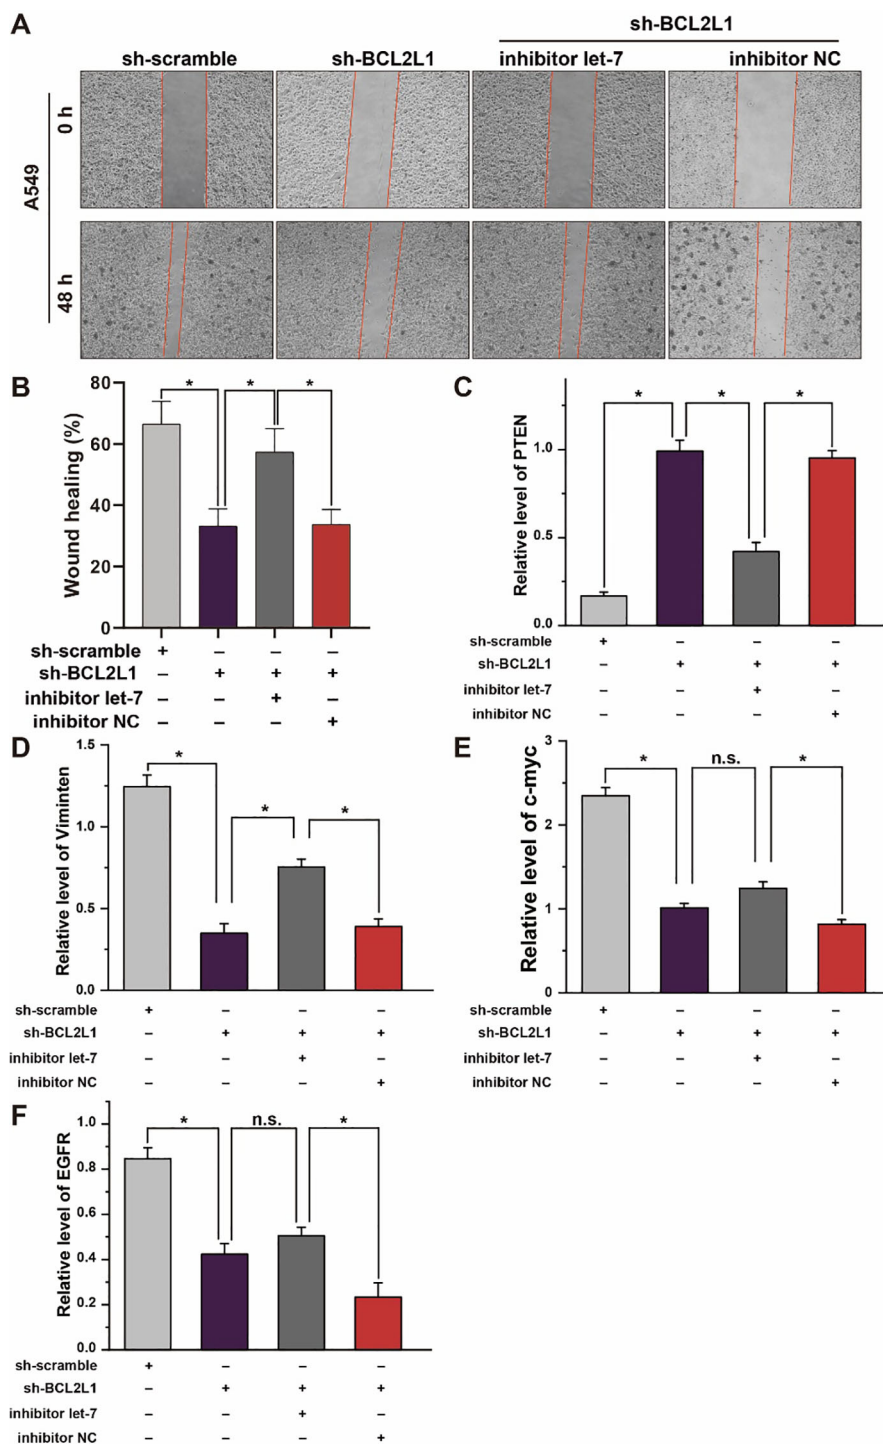 A
sh-BCL2L1
sh-scramble sh-BCL2L1 inhibitor let-7 inhibitor NC
A549
0 h
48 h
B
Wound healing (%)
80
60
40
20
0
* * *
sh-scramble + – – –
sh-BCL2L1 – + + +
inhibitor let-7 – – + –
inhibitor NC – – – +
C
Relative level of PTEN
1.0
0.5
0.0
* * *
sh-scramble + – – –
sh-BCL2L1 – + + +
inhibitor let-7 – – + –
inhibitor NC – – – +
D
Relative level of Viminten
1.5
1.0
0.5
0.0
* * *
sh-scramble + – – –
sh-BCL2L1 – + + +
inhibitor let-7 – – + –
inhibitor NC – – – +
E
Relative level of c-myc
3
2
1
0
* n.s. *
sh-scramble + – – –
sh-BCL2L1 – + + +
inhibitor let-7 – – + –
inhibitor NC – – – +
F
Relative level of EGFR
1.0
0.8
0.6
0.4
0.2
0.0
* n.s. *
sh-scramble + – – –
sh-BCL2L1 – + + +
inhibitor let-7 – – + –
inhibitor NC – – – +